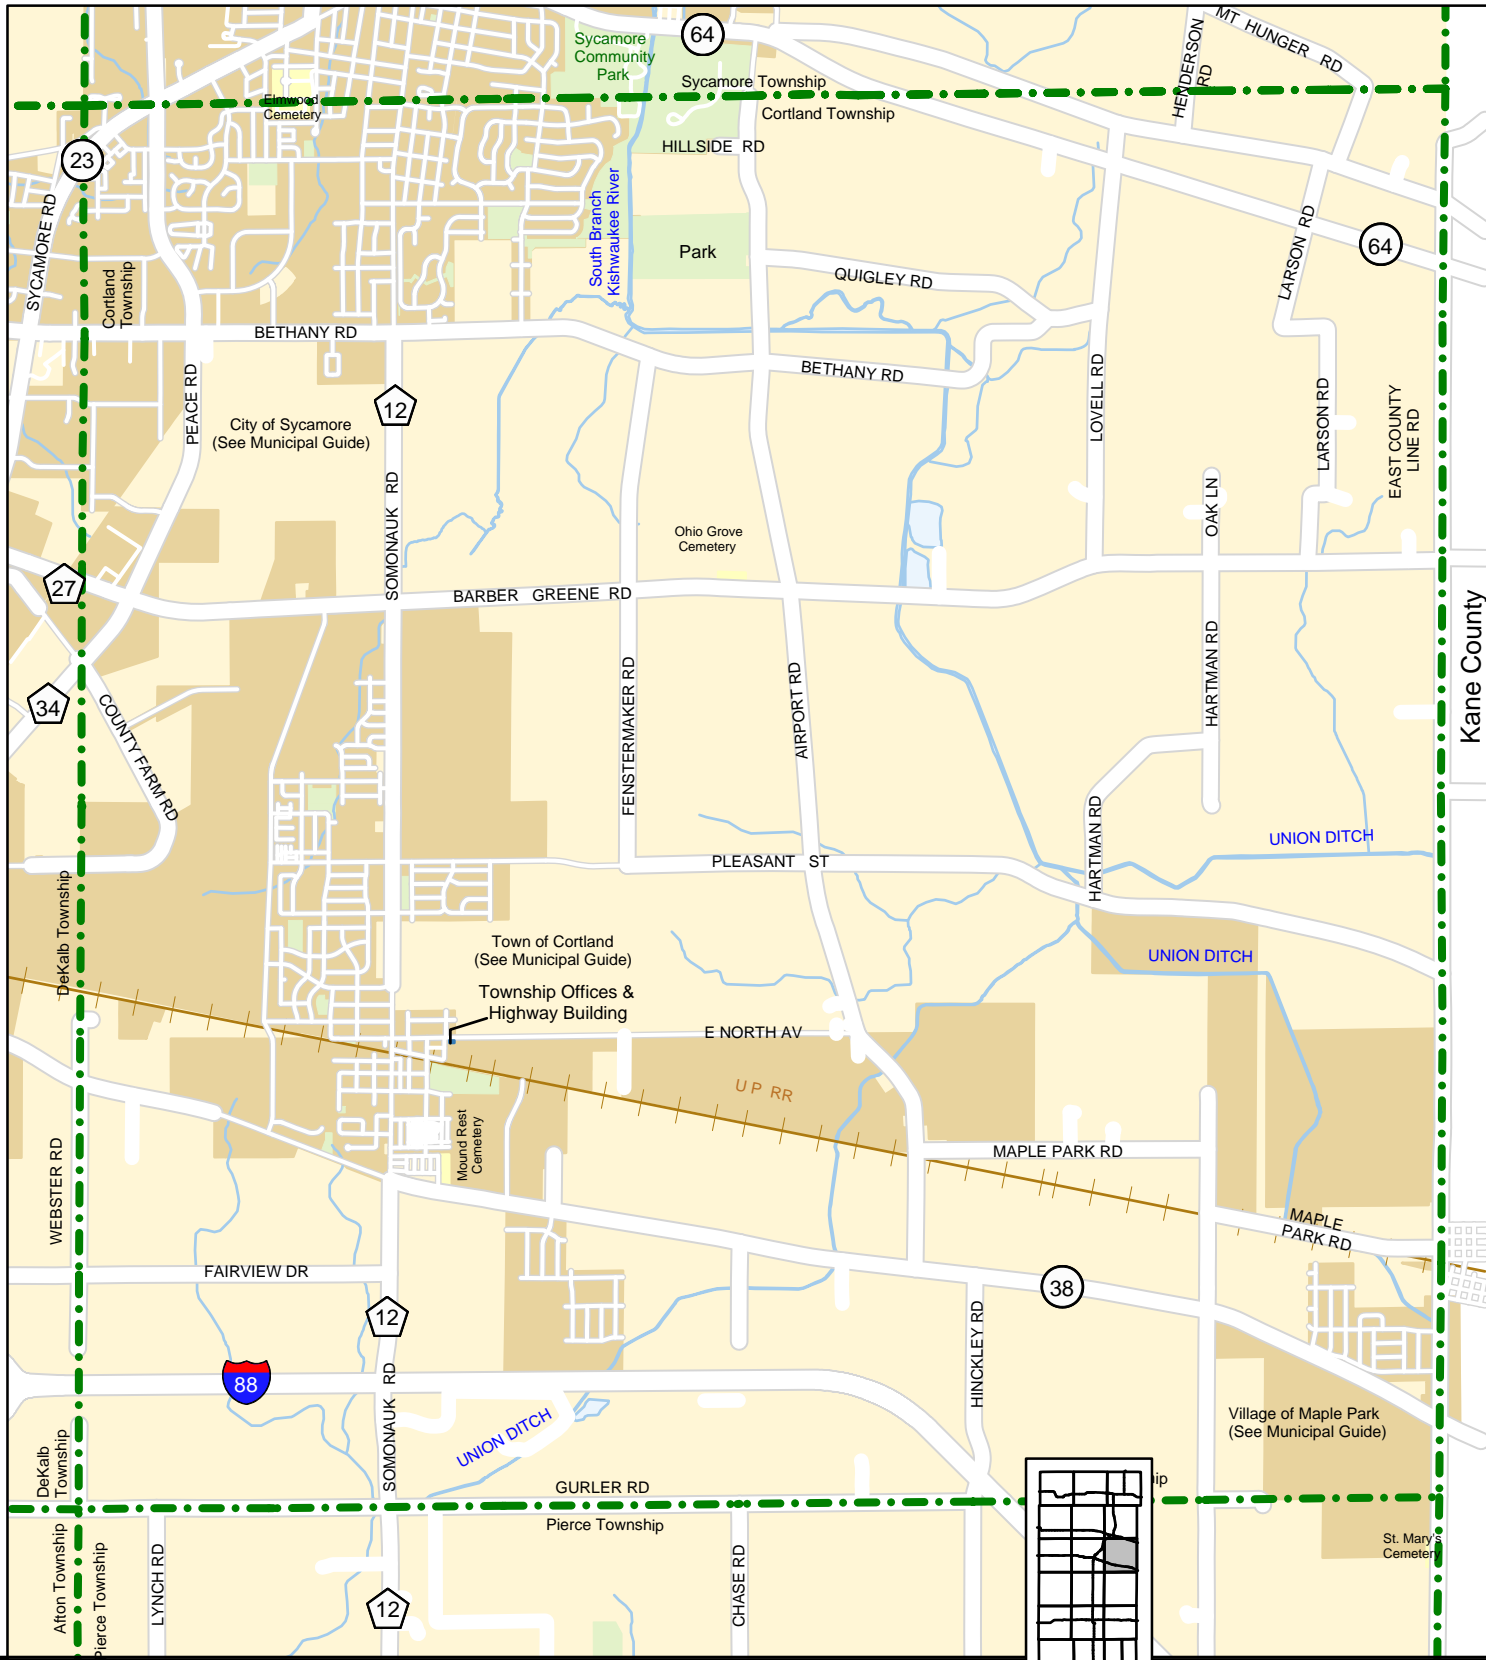 MT HUNGER RD
HENDERSON
RD
64
Sycamore
Community
Park
Sycamore Township
Cortland Township
Elmwood
Cemetery
23
HILLSIDE RD
SYCAMORE RD
South Branch
Kishwaukee River
Park
64
LARSON RD
QUIGLEY RD
Cortland
Township
BETHANY RD
BETHANY RD
PEACE RD
12
City of Sycamore
(See Municipal Guide)
LOVELL RD
LARSON RD
EAST COUNTY
LINE RD
SOMONAUK RD
OAK LN
Ohio Grove
Cemetery
27
BARBER GREENE RD
Kane County
34
COUNTY FARM RD
FENSTERMAKER RD
AIRPORT RD
HARTMAN RD
HARTMAN RD
UNION DITCH
PLEASANT ST
DeKalb Township
Town of Cortland
(See Municipal Guide)
UNION DITCH
Township Offices &
Highway Building
E NORTH AV
U P RR
Mound Rest
Cemetery
MAPLE PARK RD
WEBSTER RD
MAPLE
PARK RD
FAIRVIEW DR
38
12
HINCKLEY RD
88
SOMONAUK RD
UNION DITCH
Village of Maple Park
(See Municipal Guide)
DeKalb
Township
GURLER RD
ip
Pierce Township
Afton Township
Pierce Township
LYNCH RD
CHASE RD
St. Mary's
Cemetery
12